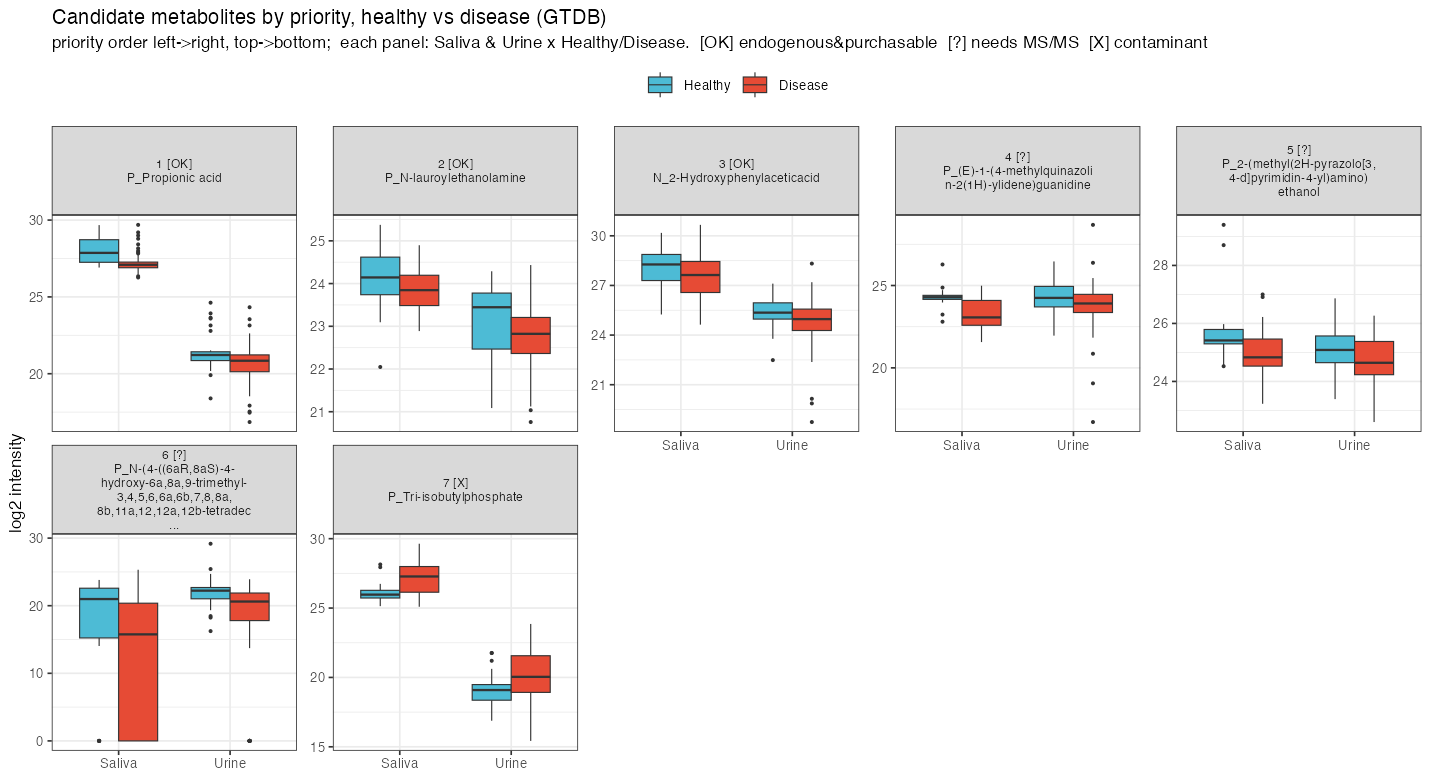 Candidate metabolites by priority, healthy vs disease (GTDB)
priority order left->right, top->bottom;  each panel: Saliva & Urine x Healthy/Disease.  [OK] endogenous&purchasable  [?] needs MS/MS  [X] contaminant
Healthy Disease
1 [OK]
P_Propionic acid
2 [OK]
P_N-lauroylethanolamine
3 [OK]
N_2-Hydroxyphenylaceticacid
4 [?]
P_(E)-1-(4-methylquinazoli
n-2(1H)-ylidene)guanidine
5 [?]
P_2-(methyl(2H-pyrazolo[3,
4-d]pyrimidin-4-yl)amino)
ethanol
30
25
20
25
24
23
22
21
30
27
24
21
25
20
28
26
24
Saliva Urine
Saliva Urine
Saliva Urine
log2 intensity
6 [?]
P_N-(4-((6aR,8aS)-4-
hydroxy-6a,8a,9-trimethyl-
3,4,5,6,6a,6b,7,8,8a,
8b,11a,12,12a,12b-tetradec
...
7 [X]
P_Tri-isobutylphosphate
30
20
10
0
30
25
20
15
Saliva Urine
Saliva Urine